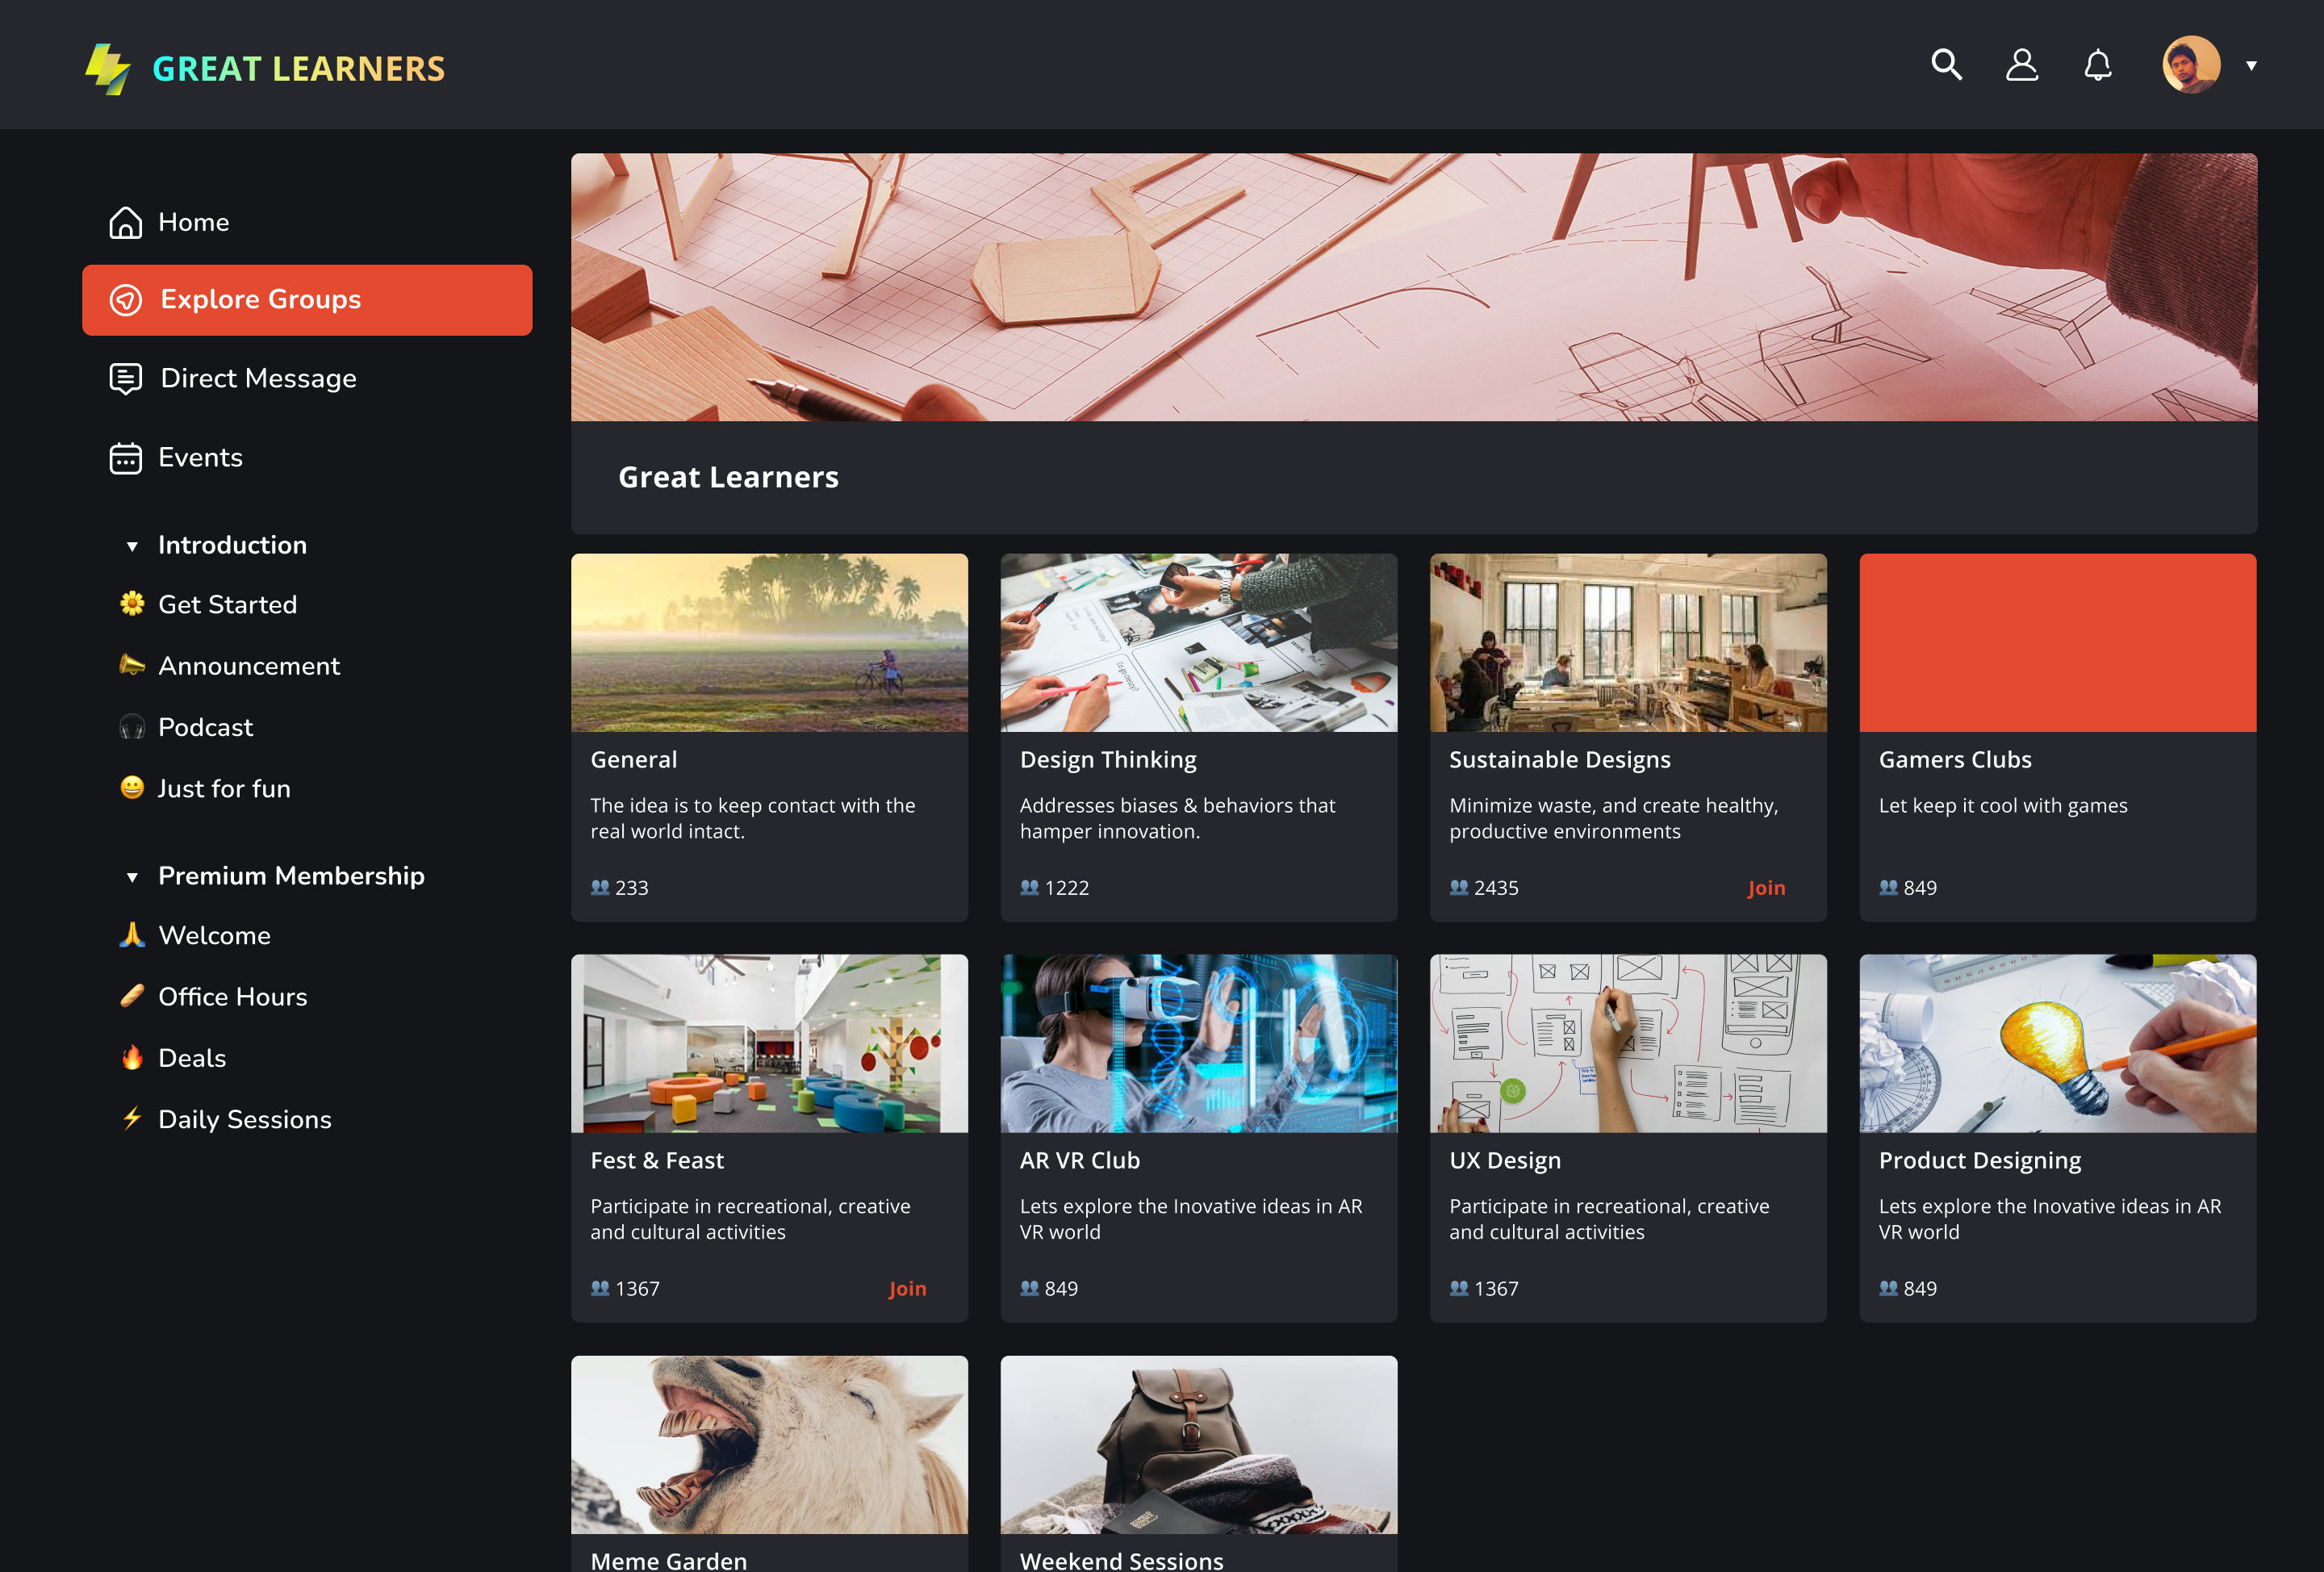 GREAT LEARNERS
Home
Explore Groups
Direct Message
Events
Introduction
Get Started
Announcement
Podcast
Just for fun
Premium Membership
Welcome
Office Hours
Deals
Daily Sessions
Great Learners
General
The idea is to keep contact with the
real world intact.
233
Design Thinking
Addresses biases & behaviors that
hamper innovation.
1222
Sustainable Designs
Minimize waste, and create healthy,
productive environments
2435
Join
Gamers Clubs
Let keep it cool with games
849
Fest & Feast
Participate in recreational, creative
and cultural activities
1367
Join
AR VR Club
Lets explore the Inovative ideas in AR
VR world
849
UX Design
Participate in recreational, creative
and cultural activities
1367
Product Designing
Lets explore the Inovative ideas in AR
VR world
849
Meme Garden
Weekend Sessions